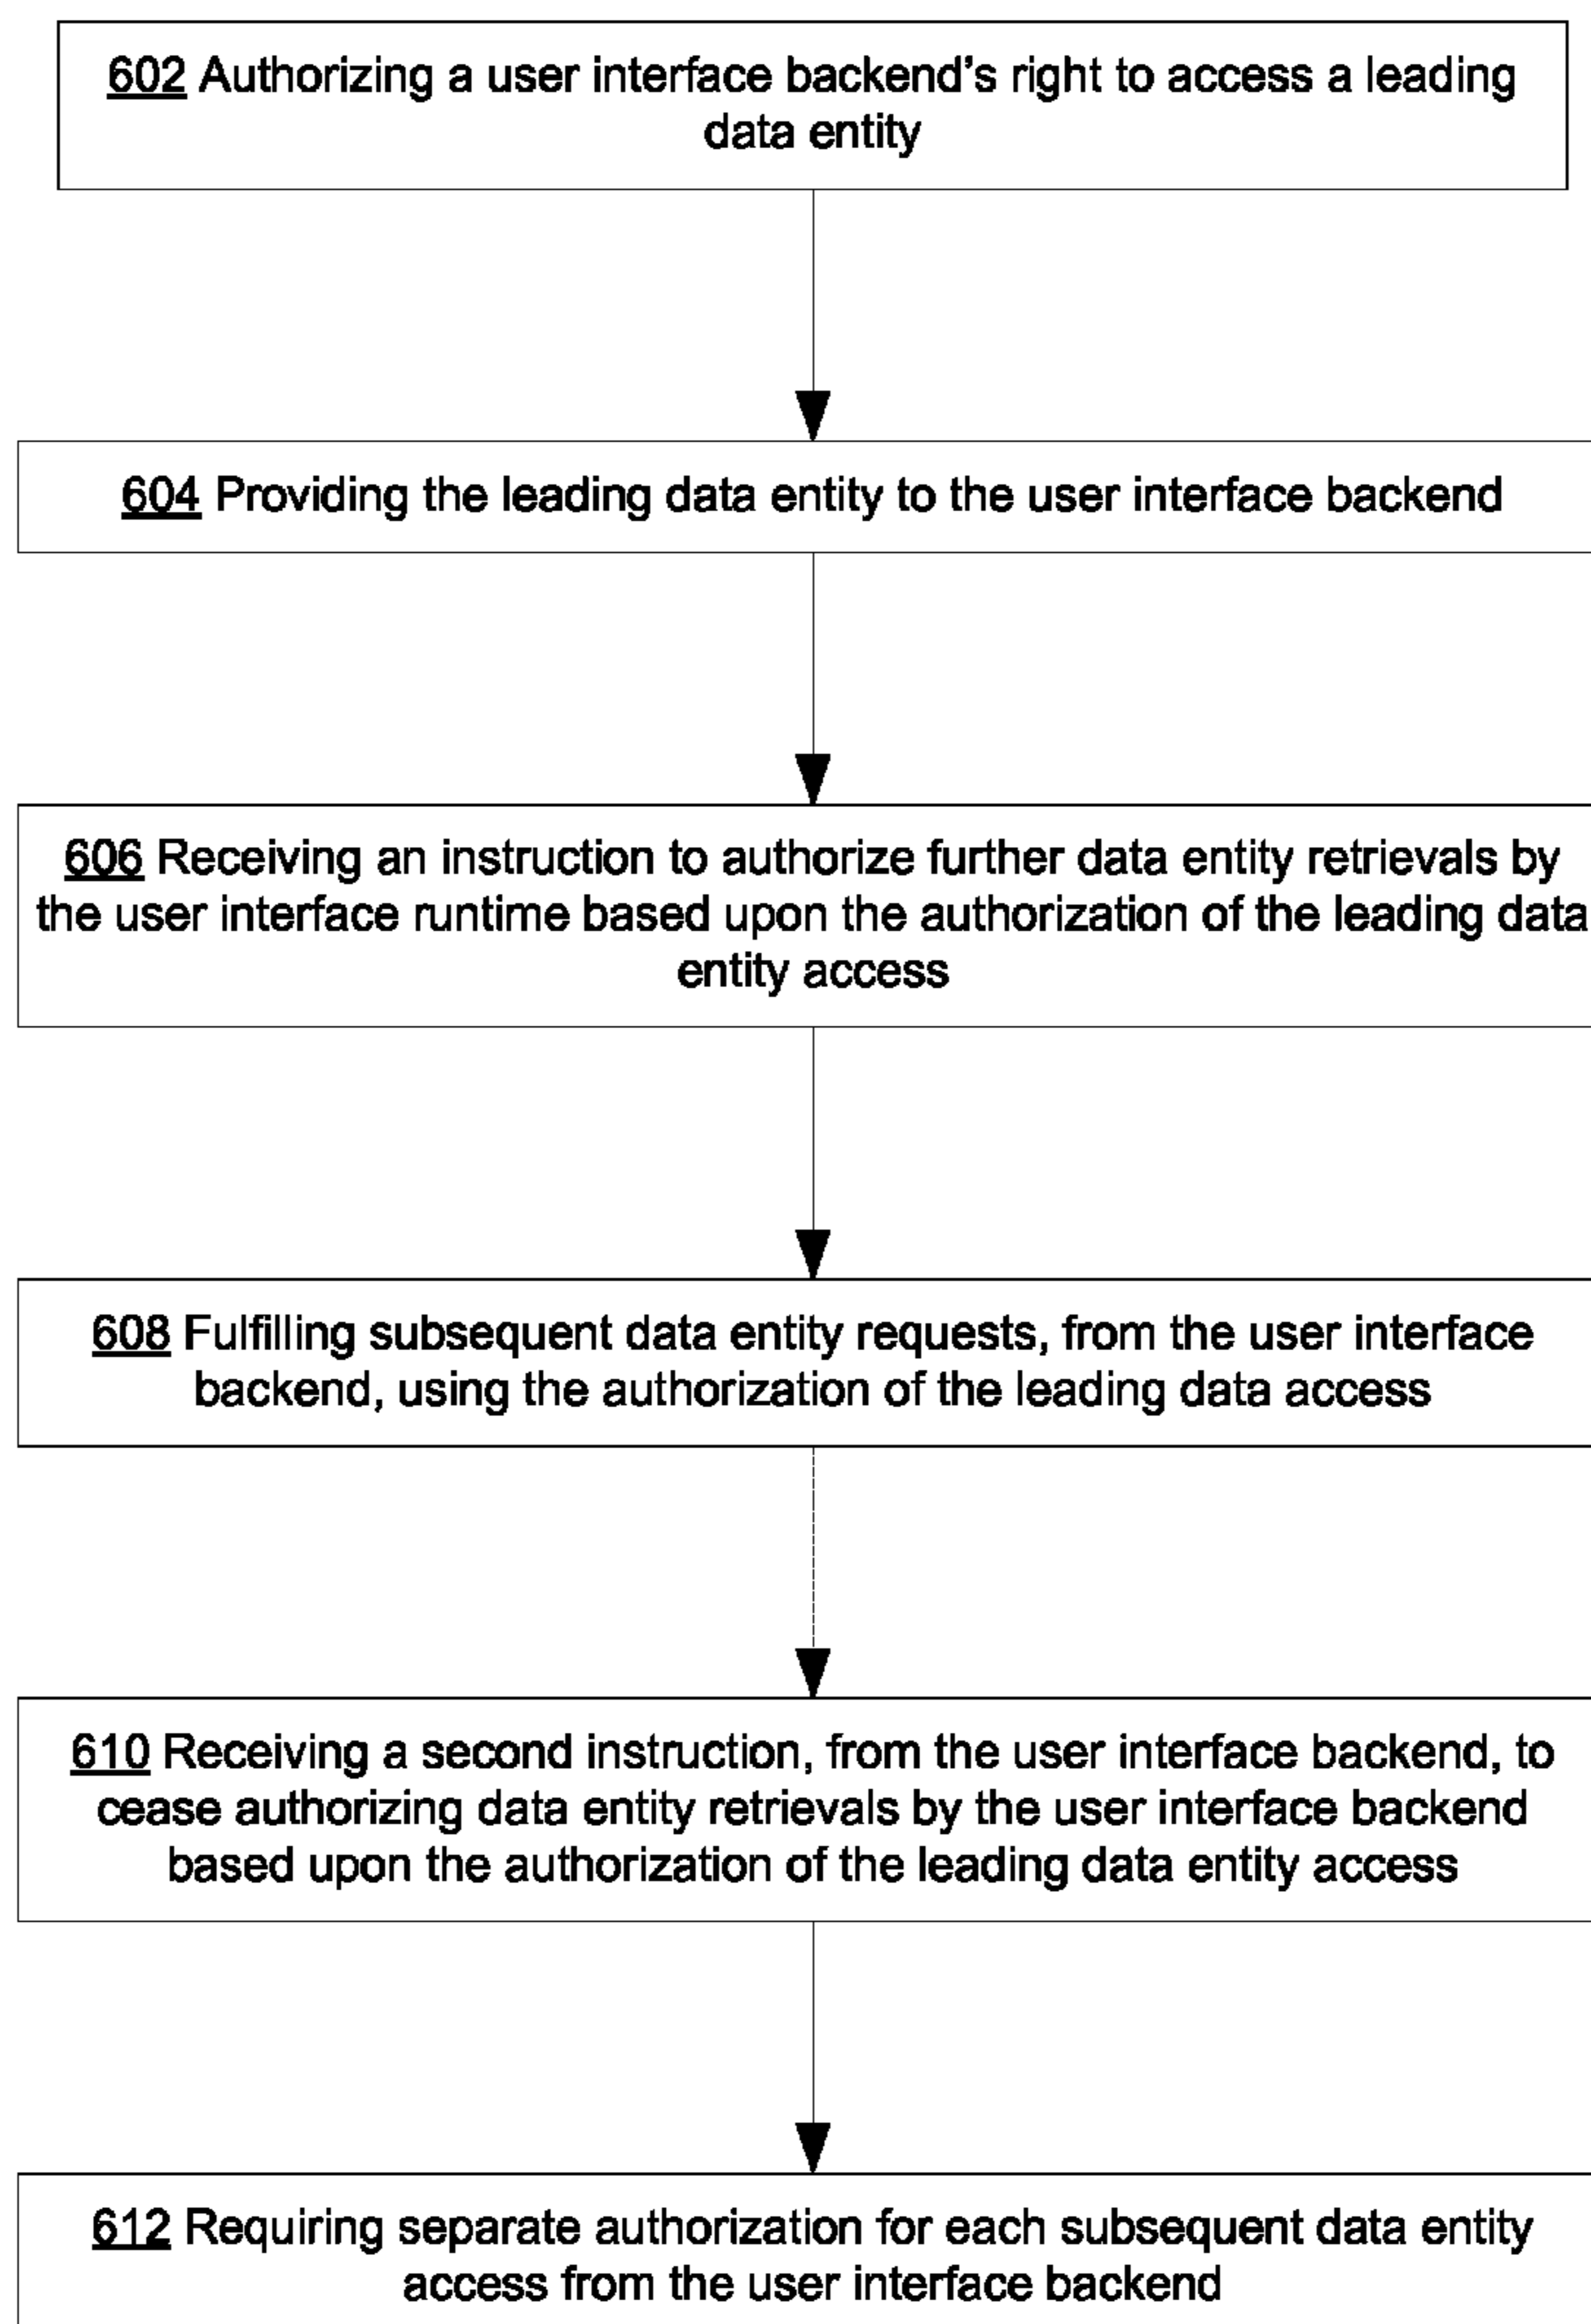 602 Authorizing a user interface backend's right to access a leading
data entity
604 Providing the leading data entity to the user interface backend
606 Receiving an instruction to authorize further data entity retrievals by
the user interface runtime based upon the authorization of the leading data
entity access
608 Fulfilling subsequent data entity requests, from the user interface
backend, using the authorization of the leading data access
610 Receiving a second instruction, from the user interface backend, to
cease authorizing data entity retrievals by the user interface backend
based upon the authorization of the leading data entity access
612 Requiring separate authorization for each subsequent data entity
access from the user interface backend